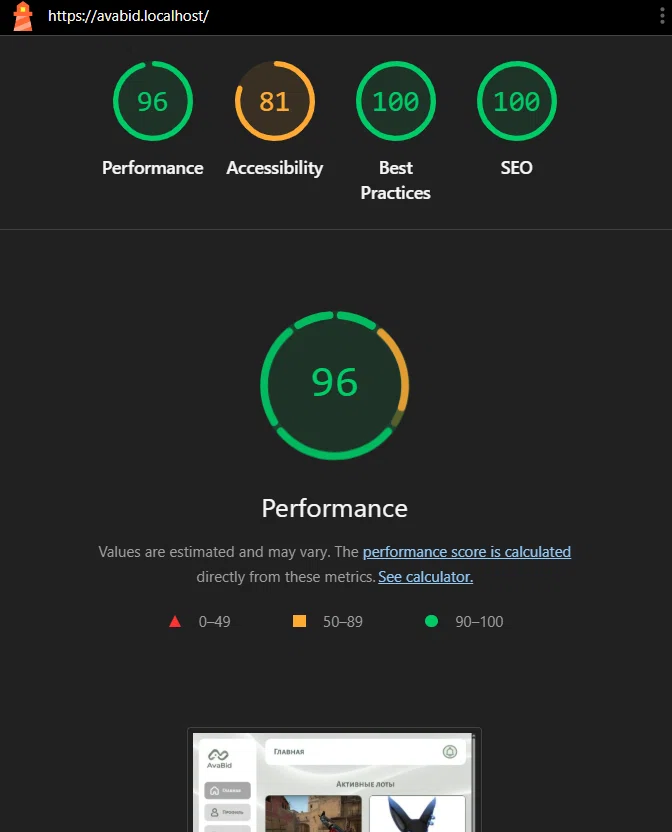 https://avabid.localhost/
96
81
100
100
Performance
Accessibility
Best
Practices
SEO
96
Performance
Values are estimated and may vary. The performance score is calculated
directly from these metrics. See calculator.
0–49
50–89
90–100
AvaBid
Главная
Активные лоты
Главная
Профиль